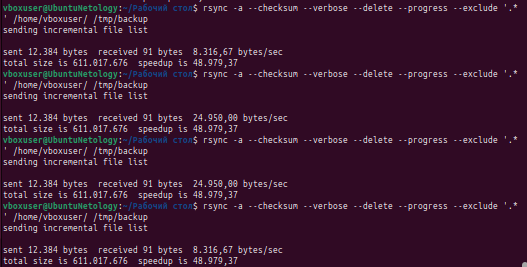 vboxuser@UbuntuNetology:~/Рабочий стол$ rsync -a --checksum --verbose --delete --progress --exclude '.*
' /home/vboxuser/ /tmp/backup
sending incremental file list

sent 12.384 bytes  received 91 bytes  8.316,67 bytes/sec
total size is 611.017.676  speedup is 48.979,37
vboxuser@UbuntuNetology:~/Рабочий стол$ rsync -a --checksum --verbose --delete --progress --exclude '.*
' /home/vboxuser/ /tmp/backup
sending incremental file list

sent 12.384 bytes  received 91 bytes  24.950,00 bytes/sec
total size is 611.017.676  speedup is 48.979,37
vboxuser@UbuntuNetology:~/Рабочий стол$ rsync -a --checksum --verbose --delete --progress --exclude '.*
' /home/vboxuser/ /tmp/backup
sending incremental file list

sent 12.384 bytes  received 91 bytes  24.950,00 bytes/sec
total size is 611.017.676  speedup is 48.979,37
vboxuser@UbuntuNetology:~/Рабочий стол$ rsync -a --checksum --verbose --delete --progress --exclude '.*
' /home/vboxuser/ /tmp/backup
sending incremental file list

sent 12.384 bytes  received 91 bytes  8.316,67 bytes/sec
total size is 611.017.676  speedup is 48.979,37